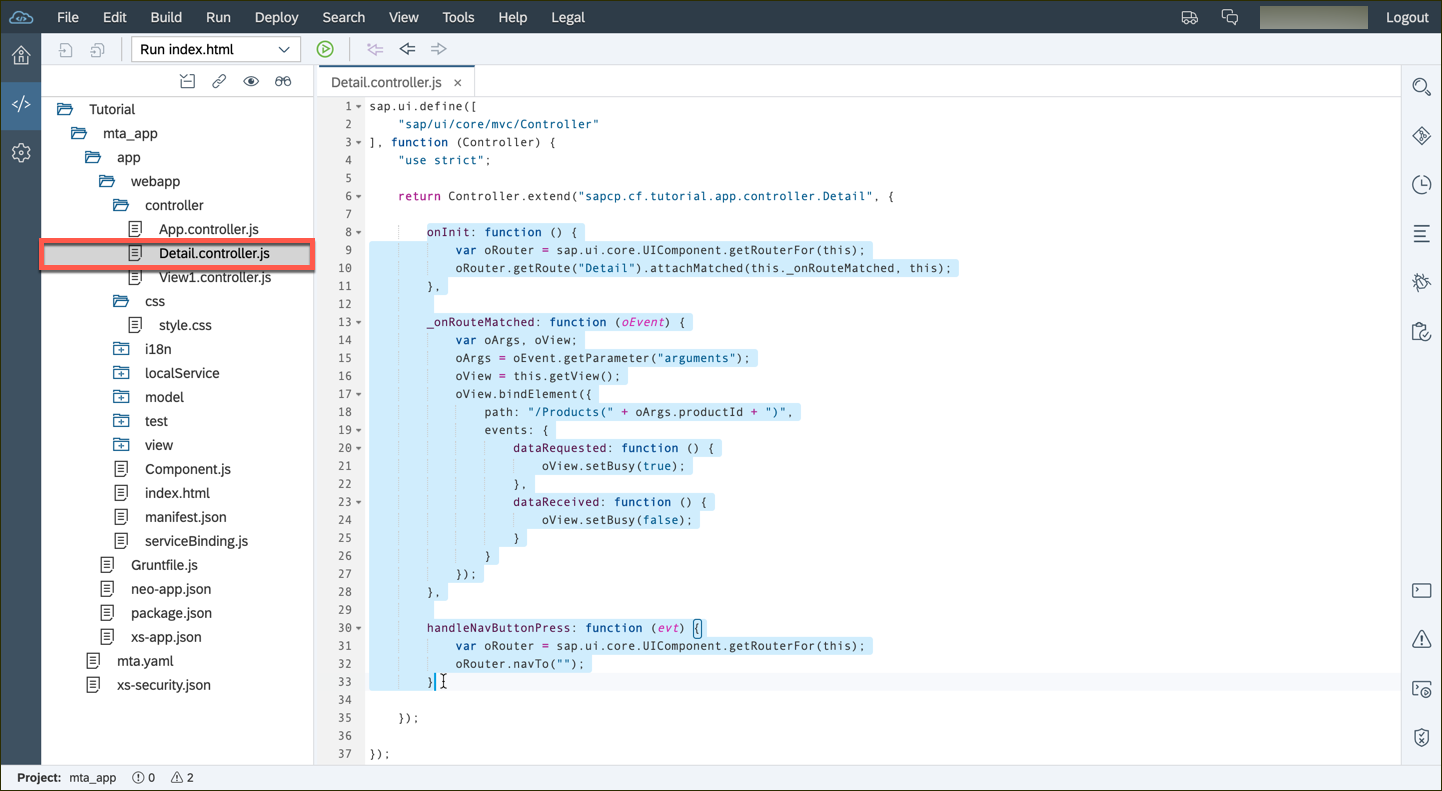 File Edit Build Run Deploy Search View Tools Help Legal Logout
Run index.html
Detail.controller.js ×
Tutorial
mta_app
app
webapp
controller
App.controller.js
Detail.controller.js
View1.controller.js
css
style.css
i18n
localService
model
test
view
Component.js
index.html
manifest.json
serviceBinding.js
Gruntfile.js
neo-app.json
package.json
xs-app.json
mta.yaml
xs-security.json
1 sap.ui.define([
2 "sap/ui/core/mvc/Controller"
3 ], function (Controller) {
4 "use strict";
5
6 return Controller.extend("sapcp.cf.tutorial.app.controller.Detail", {
7
8 onInit: function () {
9 var oRouter = sap.ui.core.UIComponent.getRouterFor(this);
10 oRouter.getRoute("Detail").attachMatched(this._onRouteMatched, this);
11 },
12
13 _onRouteMatched: function (oEvent) {
14 var oArgs, oView;
15 oArgs = oEvent.getParameter("arguments");
16 oView = this.getView();
17 oView.bindElement({
18 path: "/Products(" + oArgs.productId + ")",
19 events: {
20 dataRequested: function () {
21 oView.setBusy(true);
22 },
23 dataReceived: function () {
24 oView.setBusy(false);
25 }
26 }
27 });
28 },
29
30 handleNavButtonPress: function (evt) {
31 var oRouter = sap.ui.core.UIComponent.getRouterFor(this);
32 oRouter.navTo("");
33 }
34
35 });
36
37 });
Project: mta_app 0 2